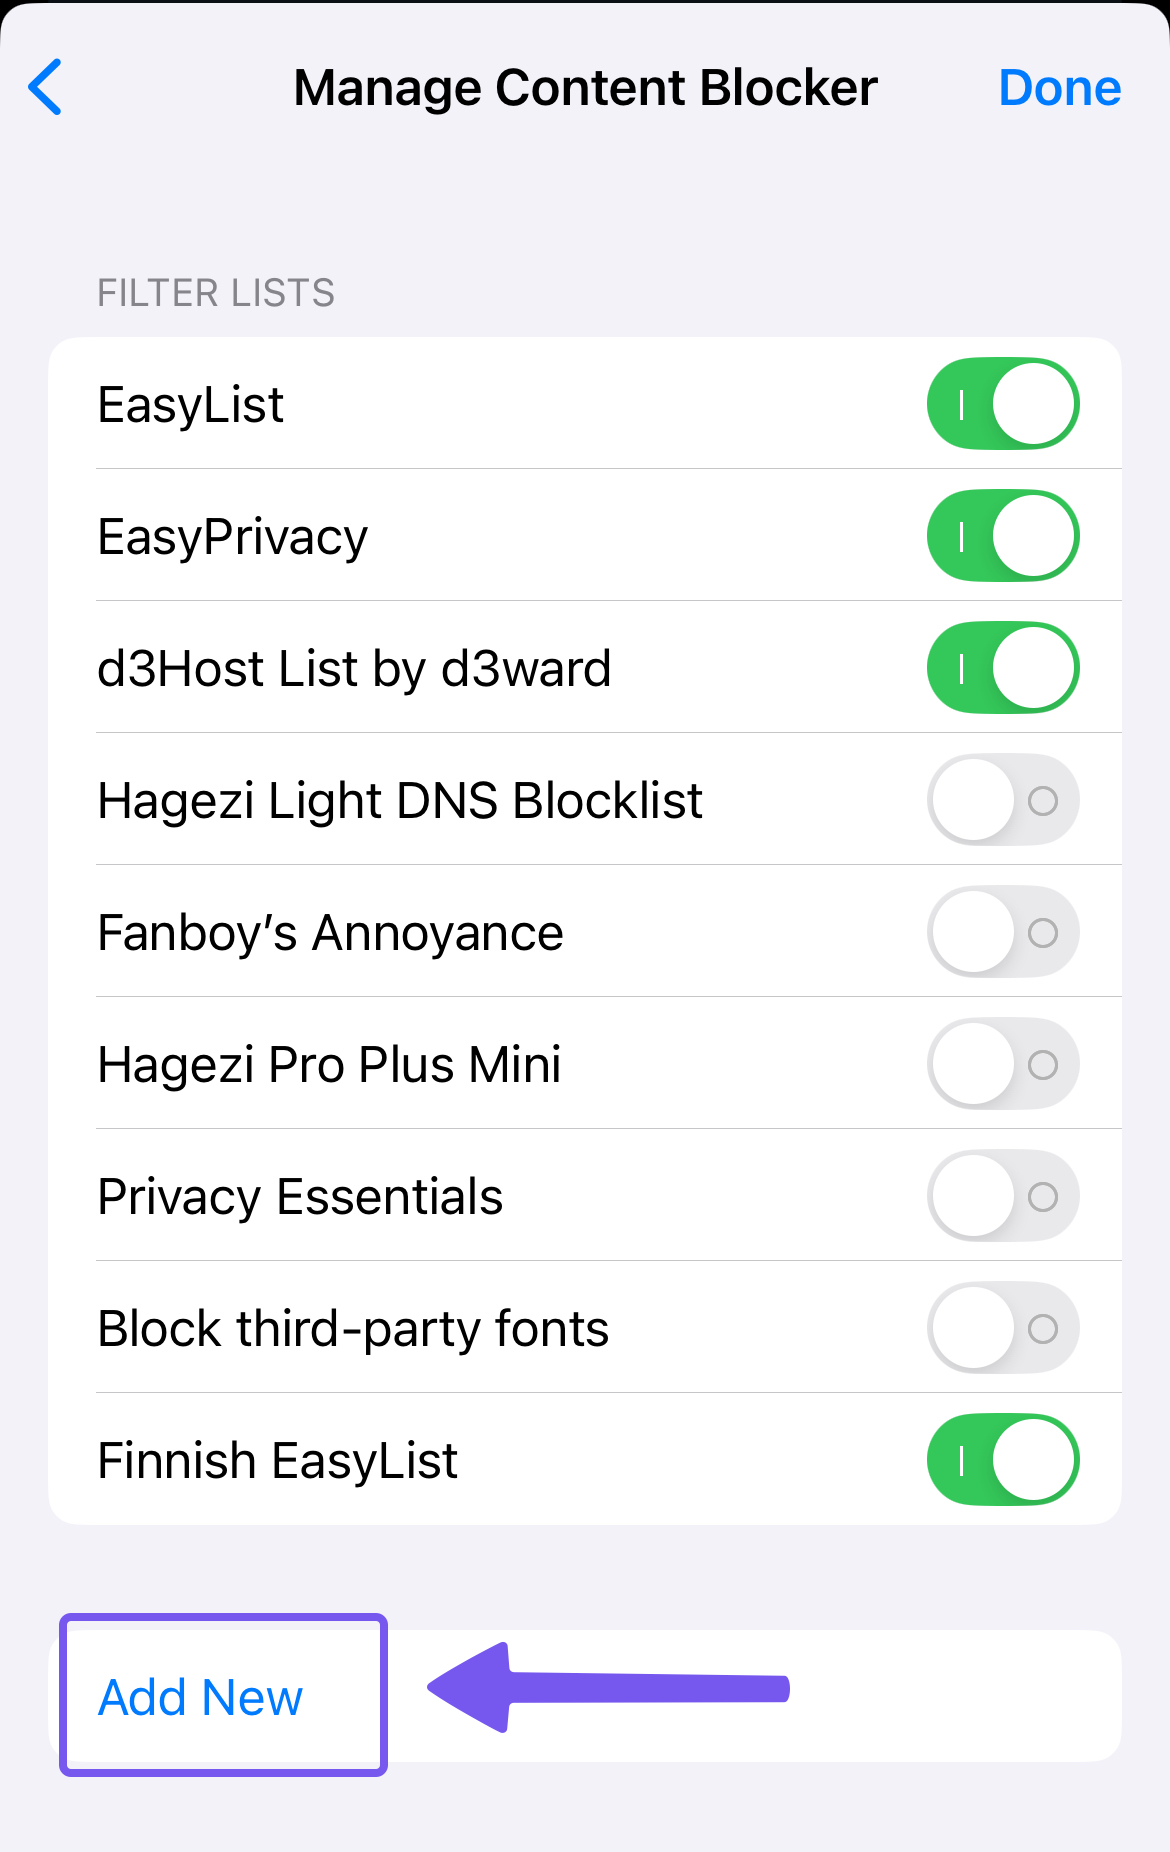 Manage Content Blocker
Done
FILTER LISTS
EasyList
EasyPrivacy
d3Host List by d3ward
Hagezi Light DNS Blocklist
Fanboy’s Annoyance
Hagezi Pro Plus Mini
Privacy Essentials
Block third-party fonts
Finnish EasyList
Add New